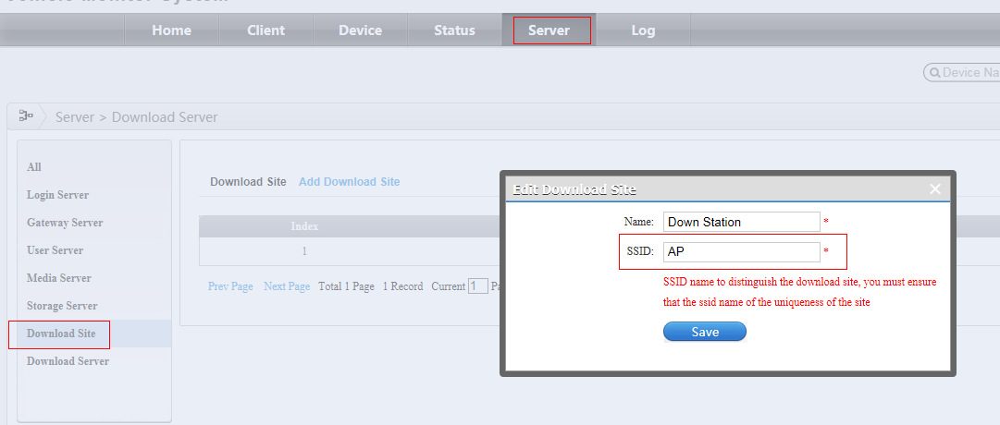 Home Client Device Status Server Log
Device Na
Server > Download Server
All
Login Server
Gateway Server
User Server
Media Server
Storage Server
Download Site
Download Server
Download Site Add Download Site
Index
1
Prev Page Next Page Total 1 Page 1 Record Current 1 Pa
Edit Download Site
Name: Down Station *
SSID: AP *
SSID name to distinguish the download site, you must ensure
that the ssid name of the uniqueness of the site
Save